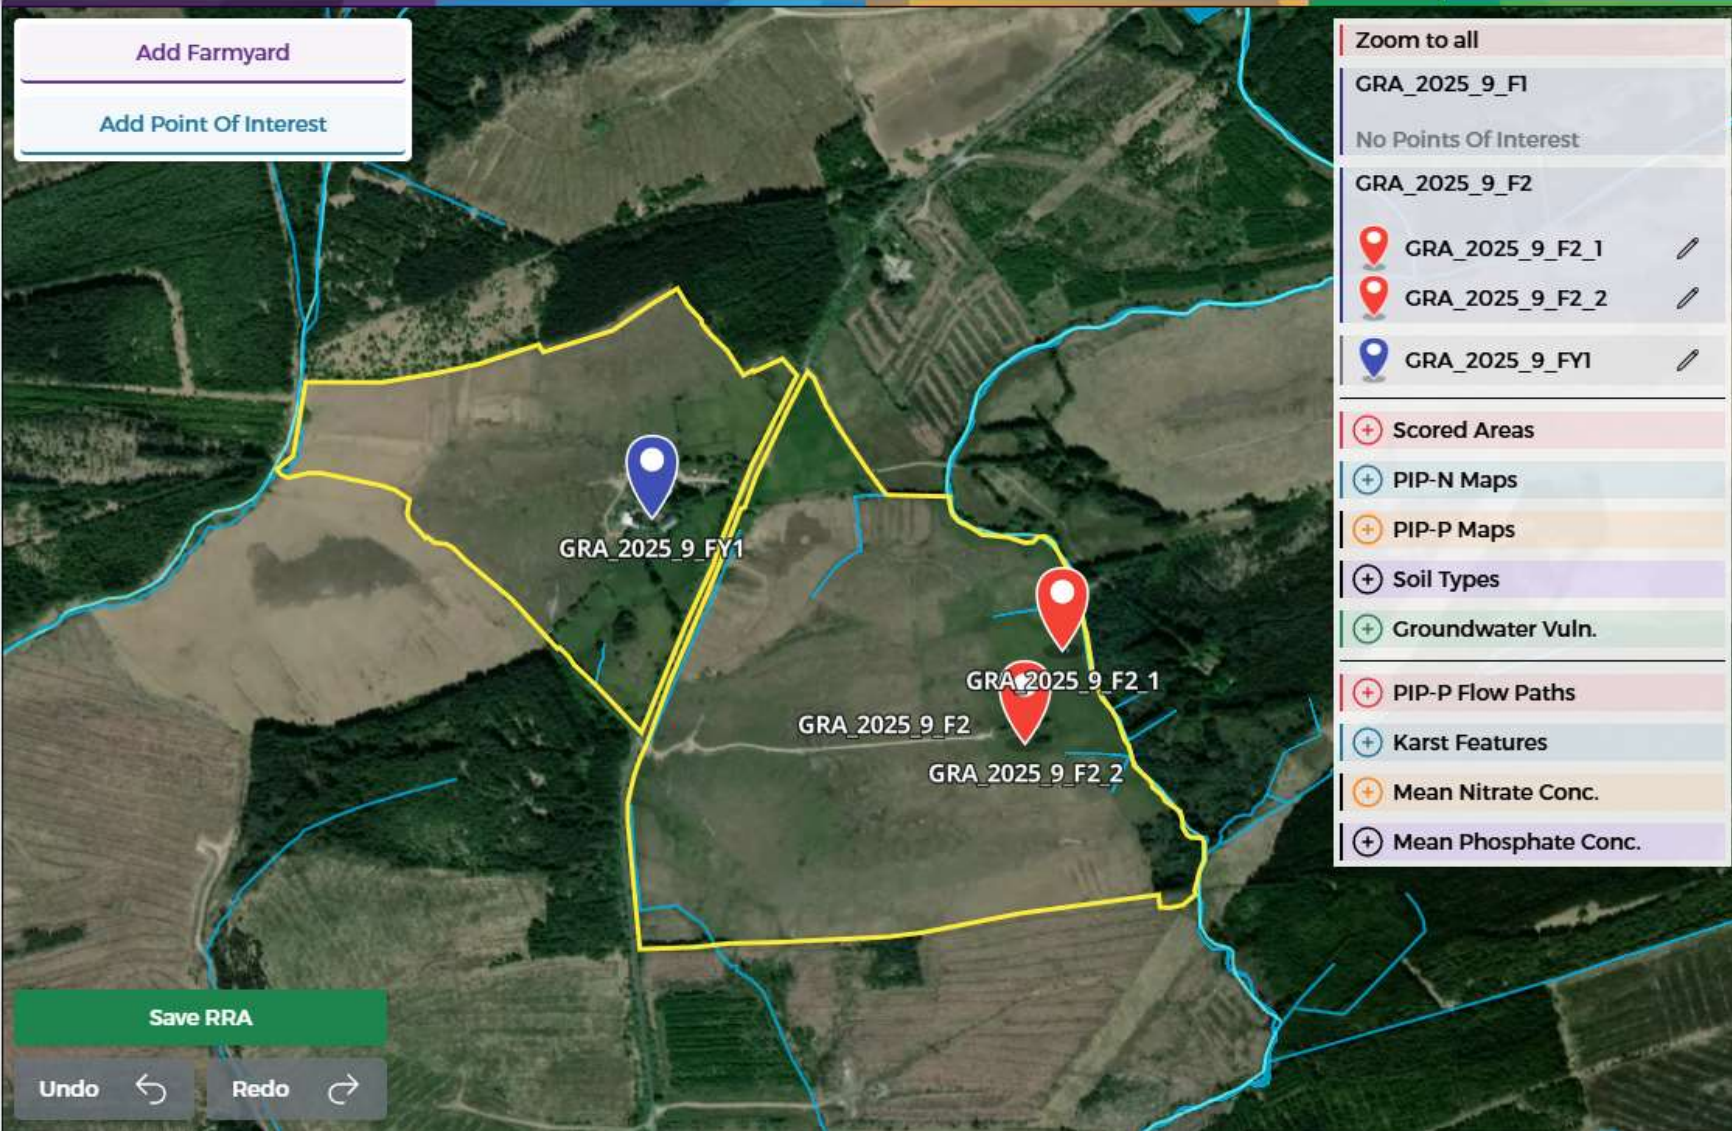 Add Farmyard
Add Point Of Interest
Zoom to all
GRA_2025_9_F1
No Points Of Interest
GRA_2025_9_F2
GRA_2025_9_F2_1
GRA_2025_9_F2_2
GRA_2025_9_FY1
Scored Areas
PIP-N Maps
PIP-P Maps
Soil Types
Groundwater Vuln.
PIP-P Flow Paths
Karst Features
Mean Nitrate Conc.
Mean Phosphate Conc.
GRA_2025_9_FY1
GRA_2025_9_F2_1
GRA_2025_9_F2
GRA_2025_9_F2_2
Save RRA
Undo
Redo